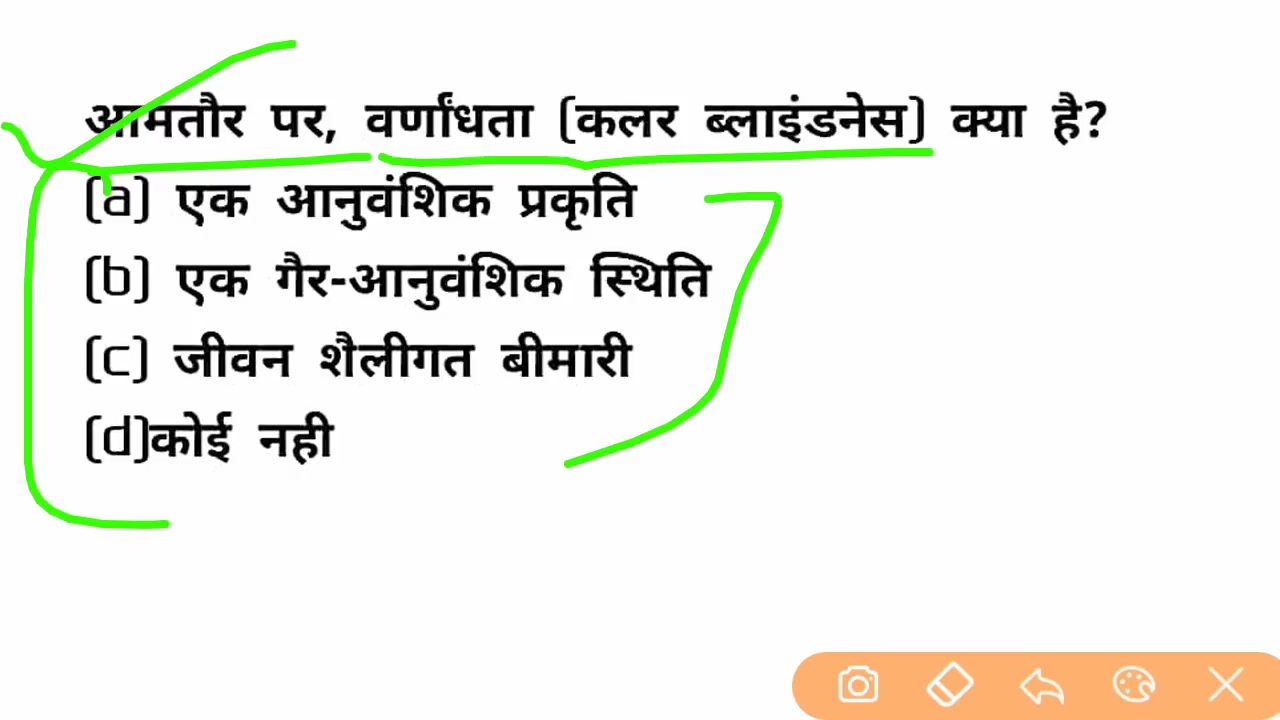 आमतौर पर, वर्णांधता (कलर ब्लाइंडनेस) क्या है?
(a) एक आनुवंशिक प्रकृति
(b) एक गैर-आनुवंशिक स्थिति
(c) जीवन शैलीगत बीमारी
(d)कोई नही